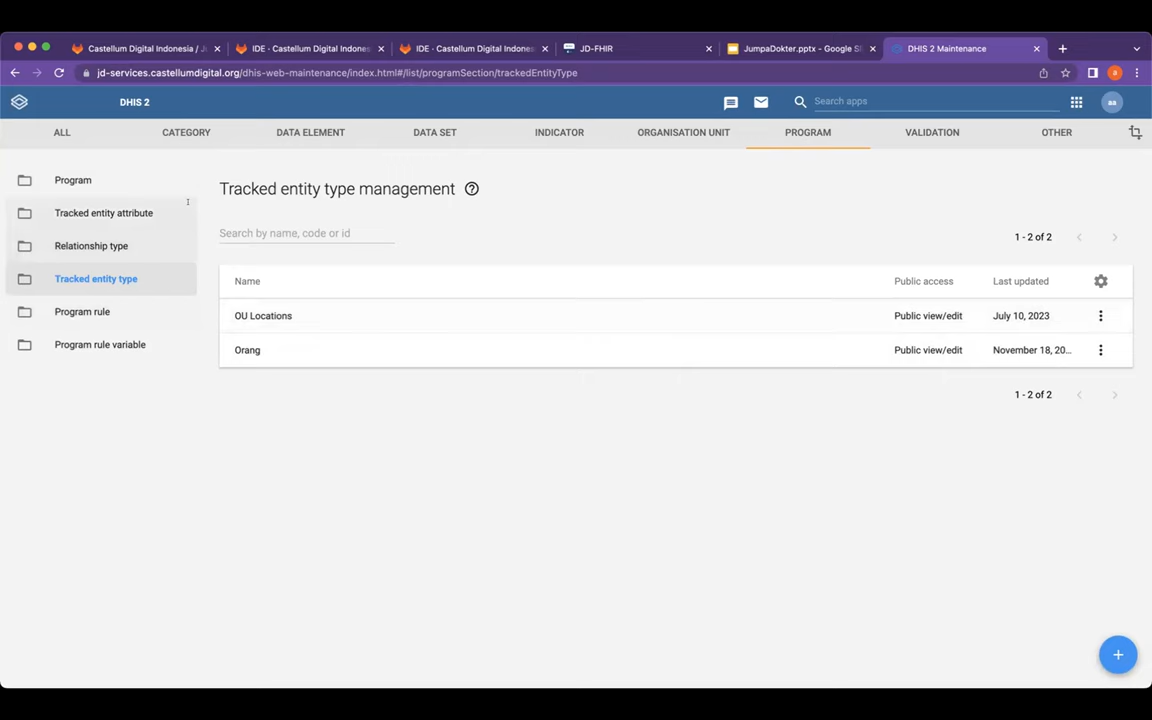 Castellum Digital Indonesia / J
IDE - Castellum Digital Indones
IDE - Castellum Digital Indones
JD-FHIR
JumpaDokter.pptx - Google S
DHIS 2 Maintenance
jd-services.castellumdigital.org/dhis-web-maintenance/index.html#/list/programSection/trackedEntityType
a
DHIS 2
Search apps
aa
ALL
CATEGORY
DATA ELEMENT
DATA SET
INDICATOR
ORGANISATION UNIT
PROGRAM
VALIDATION
OTHER
Program
Tracked entity attribute
Relationship type
Tracked entity type
Program rule
Program rule variable
Tracked entity type management
Search by name, code or id
1 - 2 of 2
Name Public access Last updated
OU Locations Public view/edit July 10, 2023
Orang Public view/edit November 18, 20...
1 - 2 of 2